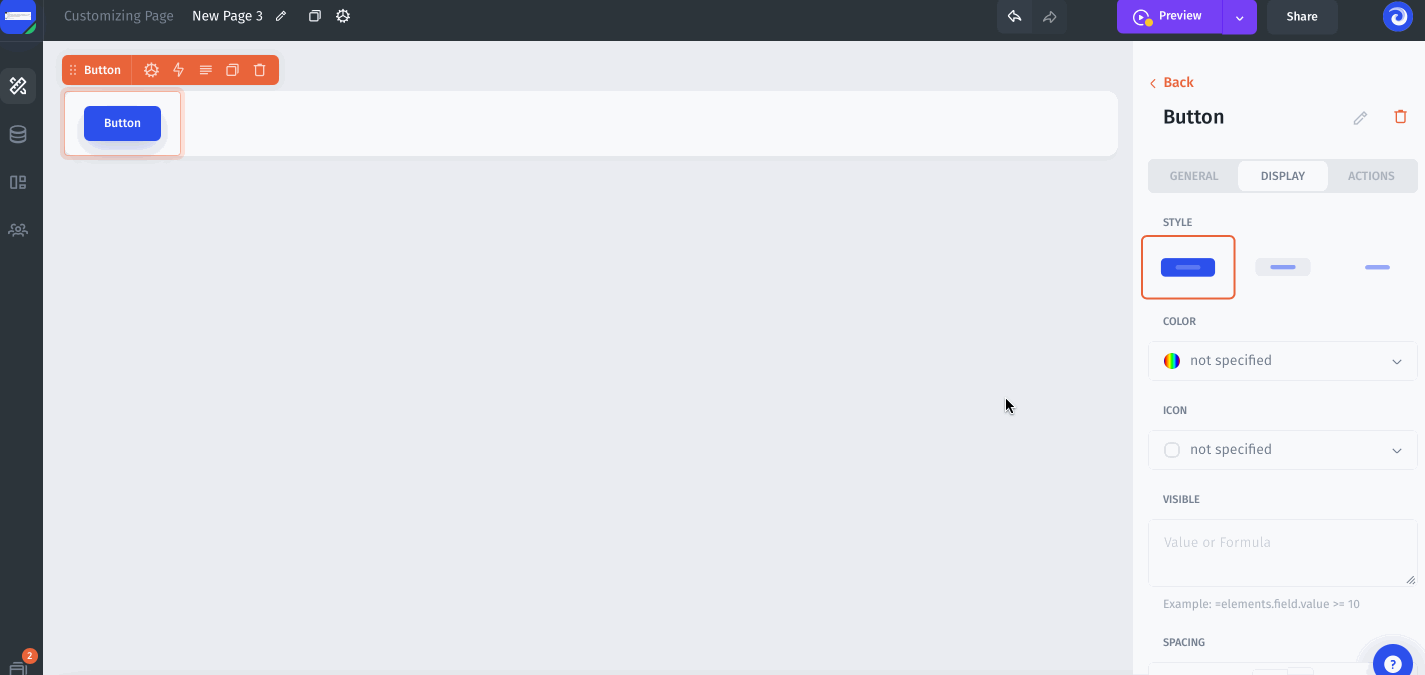 Customizing Page New Page 3 Preview Share
Button
Button
Back
Button
GENERAL DISPLAY ACTIONS
STYLE
COLOR
not specified
ICON
not specified
VISIBLE
Value or Formula
Example: =elements.field.value >= 10
SPACING
2
?